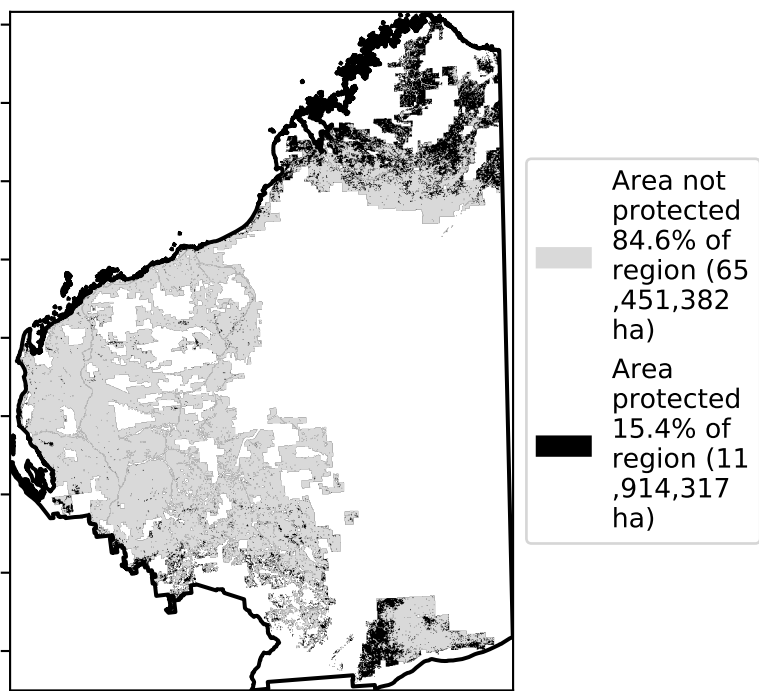 Area not
protected
84.6% of
region (65
,451,382
ha)
Area
protected
15.4% of
region (11
,914,317
ha)